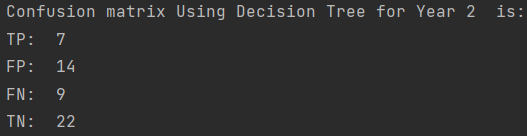 Confusion matrix Using Decision Tree for Year 2  is:
TP:  7
FP:  14
FN:  9
TN:  22